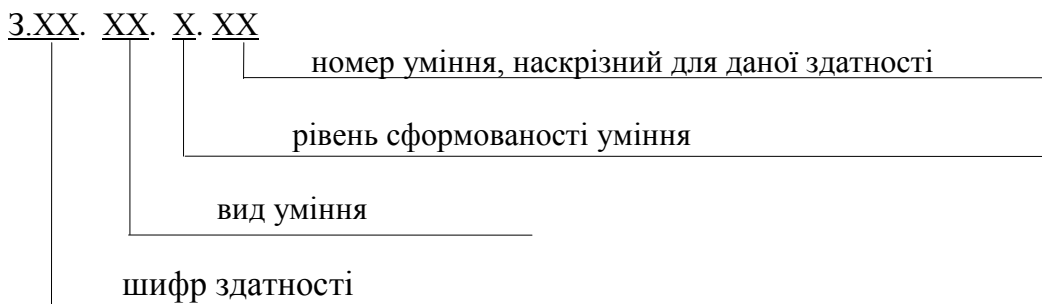 З.ХХ. ХХ. Х. ХХ
номер уміння, наскрізний для даної здатності
рівень сформованості уміння
вид уміння
шифр здатності